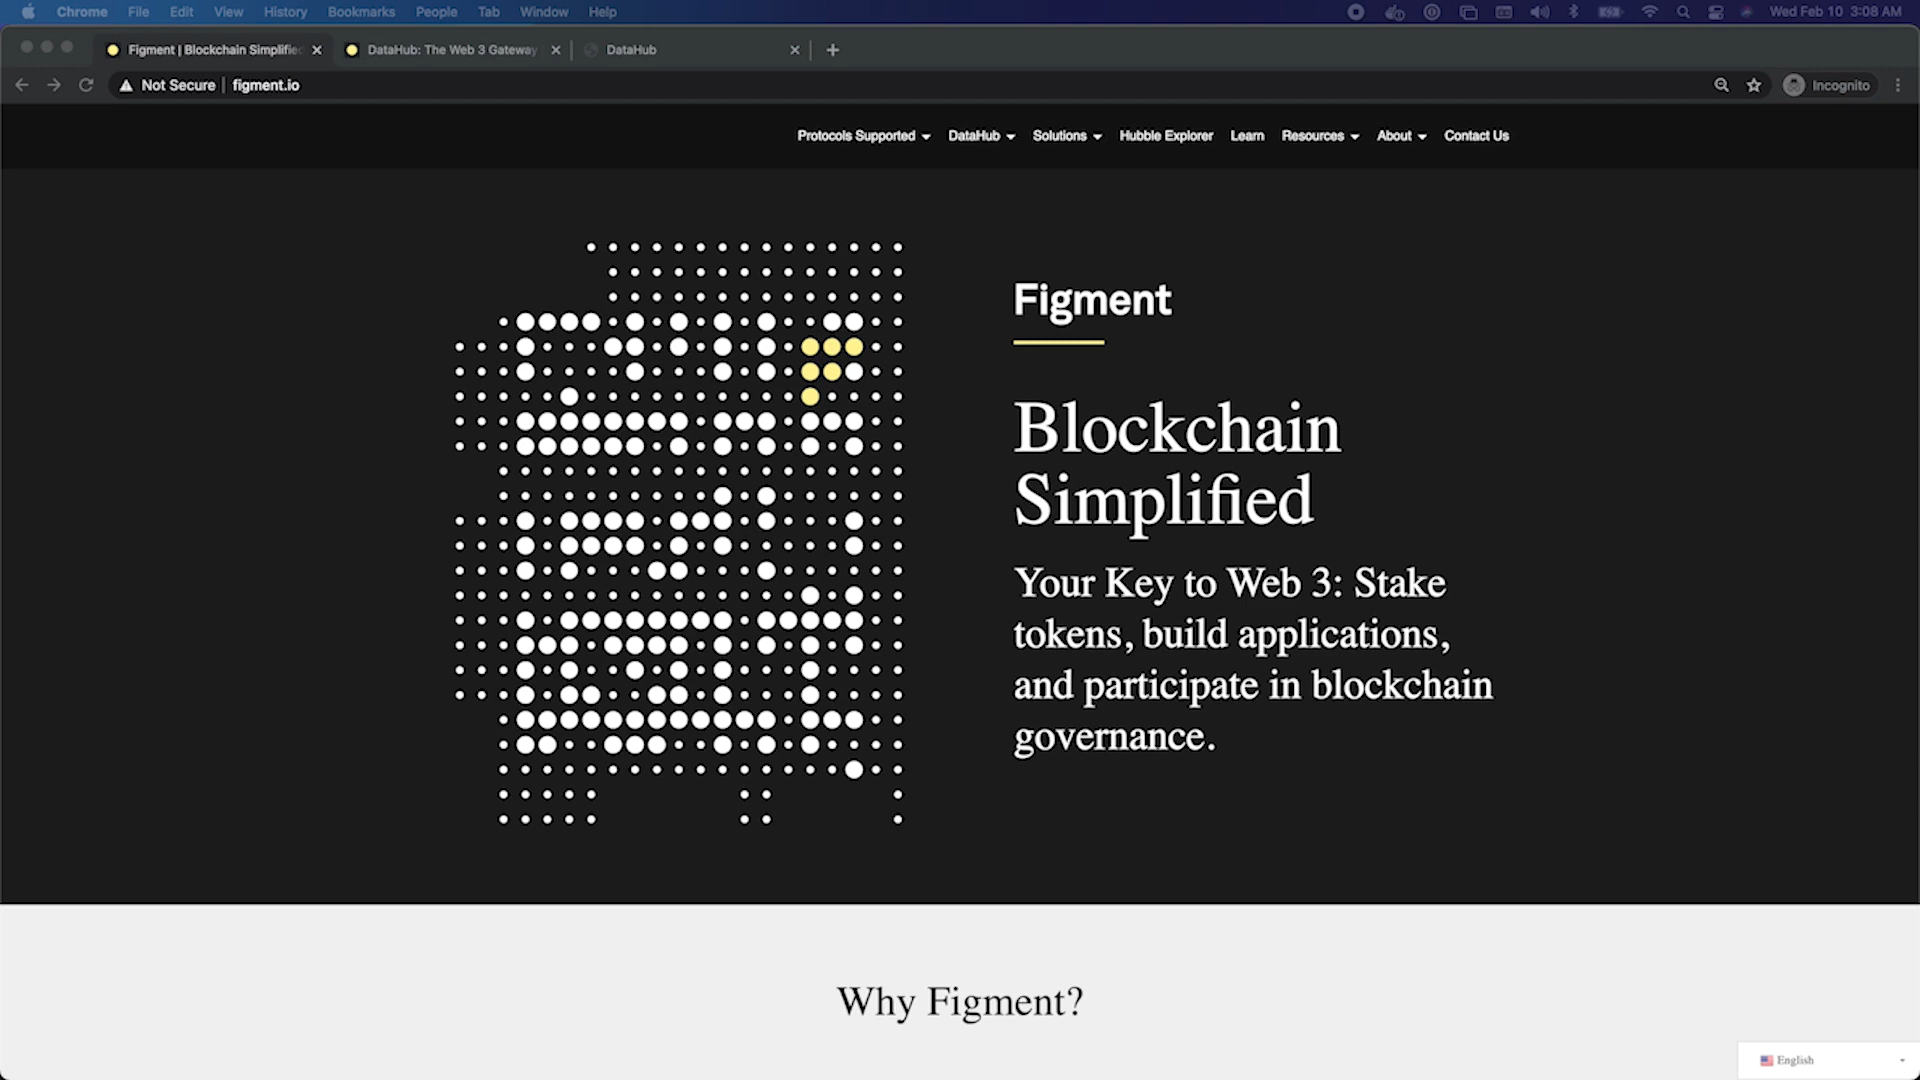 Chrome File Edit View History Bookmarks People Tab Window Help Wed Feb 10 3:08 AM
Figment | Blockchain Simplified DataHub: The Web 3 Gateway DataHub
Not Secure figment.io Incognito
Protocols Supported DataHub Solutions Hubble Explorer Learn Resources About Contact Us
Figment
Blockchain
Simplified
Your Key to Web 3: Stake
tokens, build applications,
and participate in blockchain
governance.
Why Figment?
English